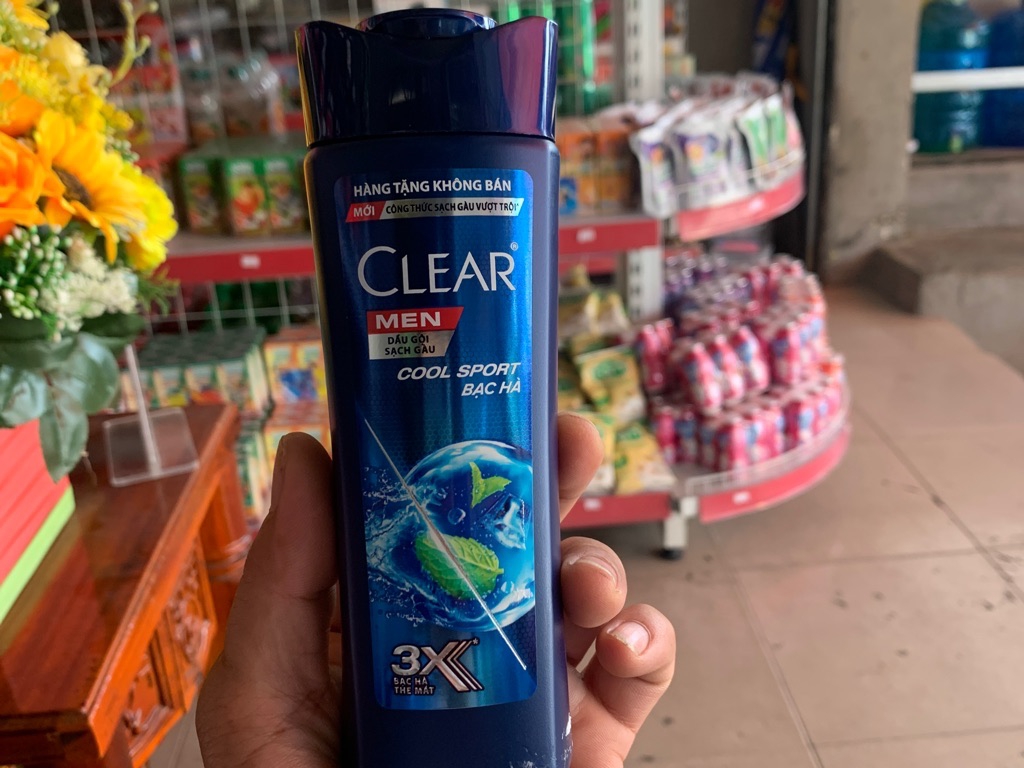 HÀNG TẶNG KHÔNG BÁN
MỚI CÔNG THỨC SẠCH GÀU VƯỢT TRỘI*
CLEAR®
MEN
DẦU GỘI
SẠCH GÀU
COOL SPORT
BẠC HÀ
3X*
BẠC HÀ
THE MÁT